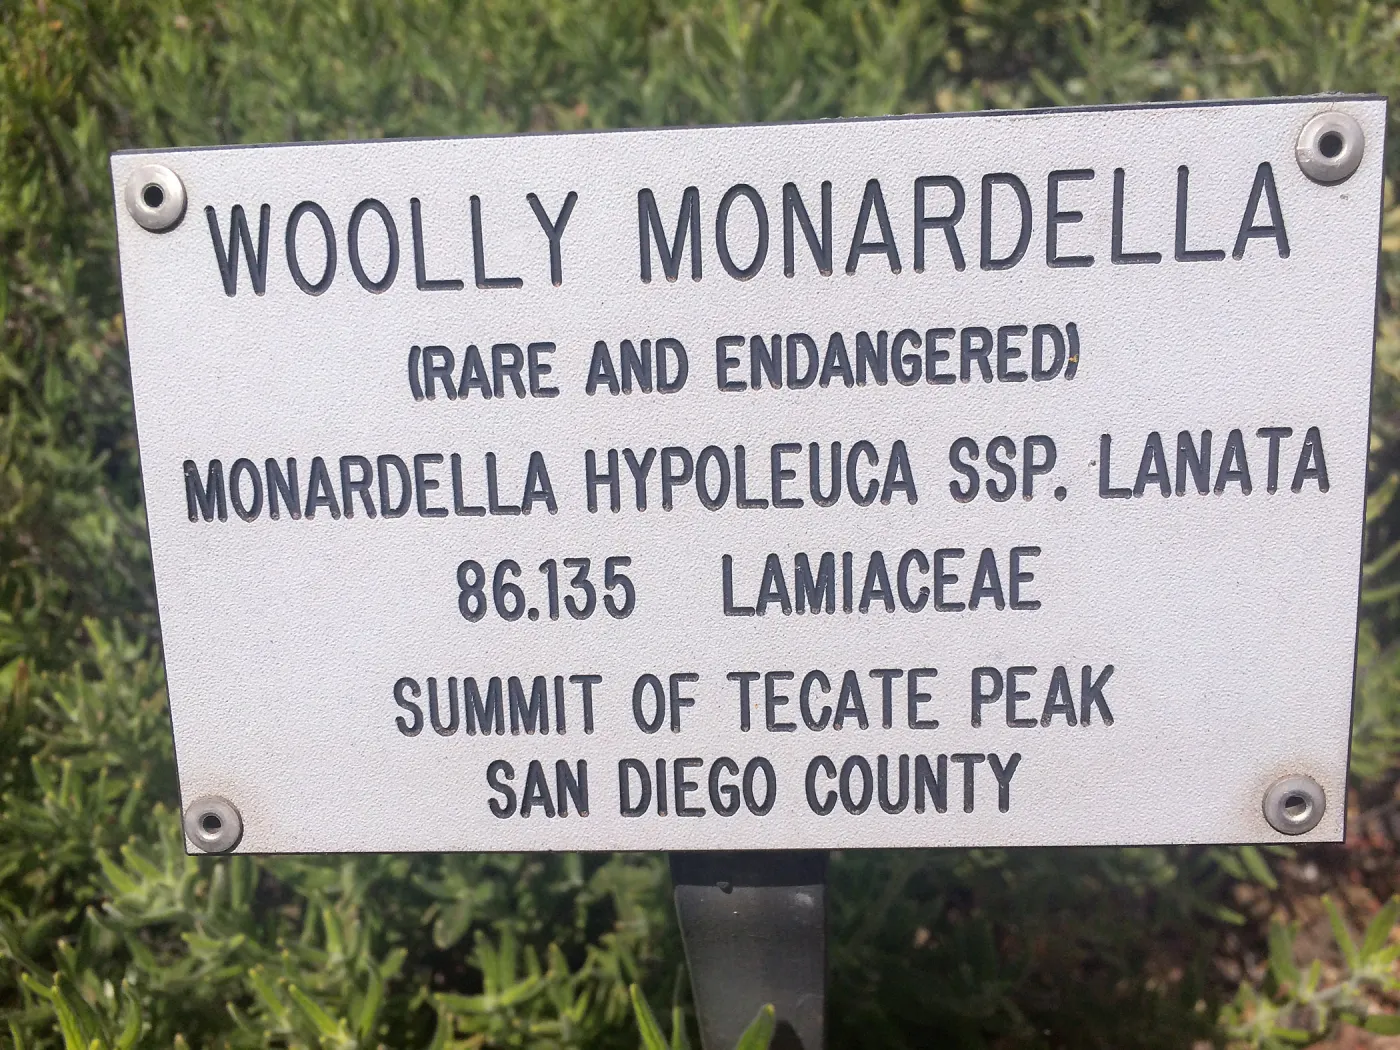 WOOLLY MONARDELLA
(RARE AND ENDANGERED)
MONARDELLA HYPOLEUCA SSP. LANATA
86.135 LAMIACEAE
SUMMIT OF TECATE PEAK
SAN DIEGO COUNTY